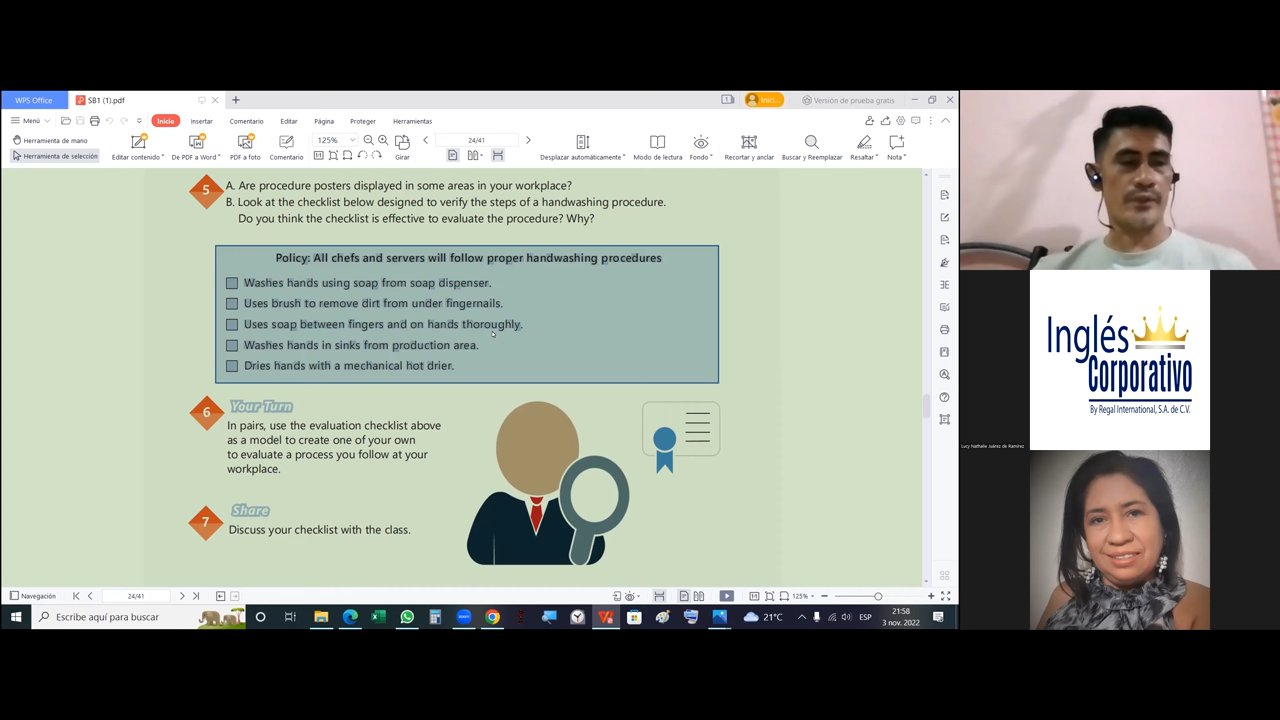 WPS Office
SB1 (1).pdf
Inici...
Versión de prueba gratis
Menú
Inicio
Insertar
Comentario
Editar
Página
Proteger
Herramientas
Herramienta de mano
Herramienta de selección
Editar contenido
De PDF a Word
PDF a foto
Comentario
125%
Girar
24/41
Desplazar automáticamente
Modo de lectura
Fondo
Recortar y anclar
Buscar y Reemplazar
Resaltar
Nota
5
A. Are procedure posters displayed in some areas in your workplace?
B. Look at the checklist below designed to verify the steps of a handwashing procedure.
Do you think the checklist is effective to evaluate the procedure? Why?
Policy: All chefs and servers will follow proper handwashing procedures
Washes hands using soap from soap dispenser.
Uses brush to remove dirt from under fingernails.
Uses soap between fingers and on hands thoroughly.
Washes hands in sinks from production area.
Dries hands with a mechanical hot drier.
6
Your Turn
In pairs, use the evaluation checklist above
as a model to create one of your own
to evaluate a process you follow at your
workplace.
7
Share
Discuss your checklist with the class.
Navegación
24/41
125%
Escribe aquí para buscar
21°C
ESP
21:58
3 nov. 2022
Inglés
Corporativo
By Regal International, S.A. de C.V.
Lucy Nathalie Juárez de Ramírez